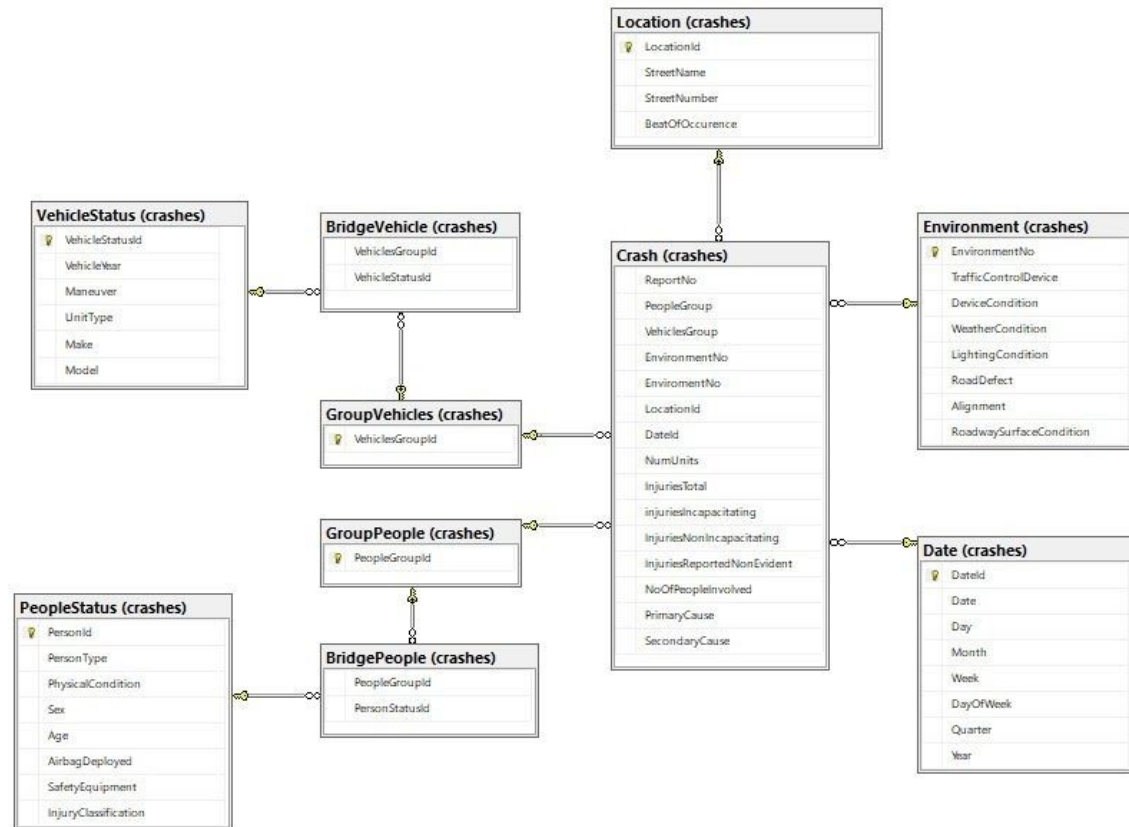 Location (crashes)
LocationId
StreetName
StreetNumber
BeatOfOccurence
VehicleStatus (crashes)
VehicleStatusId
VehicleYear
Maneuver
UnitType
Make
Model
BridgeVehicle (crashes)
VehiclesGroupId
VehicleStatusId
GroupVehicles (crashes)
VehiclesGroupId
GroupPeople (crashes)
PeopleGroupId
PeopleStatus (crashes)
PersonId
PersonType
PhysicalCondition
Sex
Age
AirbagDeployed
SafetyEquipment
InjuryClassification
BridgePeople (crashes)
PeopleGroupId
PersonStatusId
Crash (crashes)
ReportNo
PeopleGroup
VehiclesGroup
EnvironmentNo
EnviromentNo
LocationId
DateId
NumUnits
InjuriesTotal
injuriesIncapacitating
InjuriesNonIncapacitating
InjuriesReportedNonEvident
NoOfPeopleInvolved
PrimaryCause
SecondaryCause
Environment (crashes)
EnvironmentNo
TrafficControlDevice
DeviceCondition
WeatherCondition
LightingCondition
RoadDefect
Alignment
RoadwaySurfaceCondition
Date (crashes)
DateId
Date
Day
Month
Week
DayOfWeek
Quarter
Year